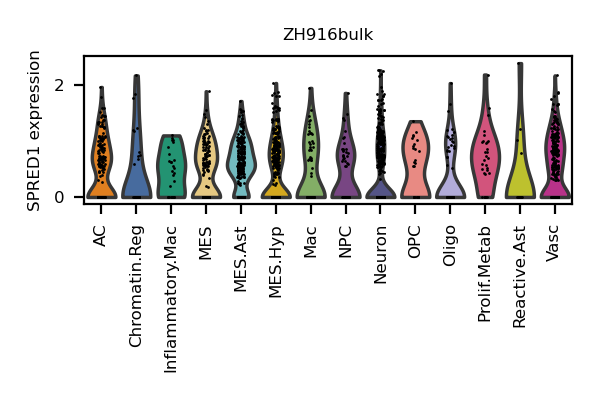 ZH916bulk
SPRED1 expression
2
0
AC
Chromatin.Reg
Inflammatory.Mac
MES
MES.Ast
MES.Hyp
Mac
NPC
Neuron
OPC
Oligo
Prolif.Metab
Reactive.Ast
Vasc